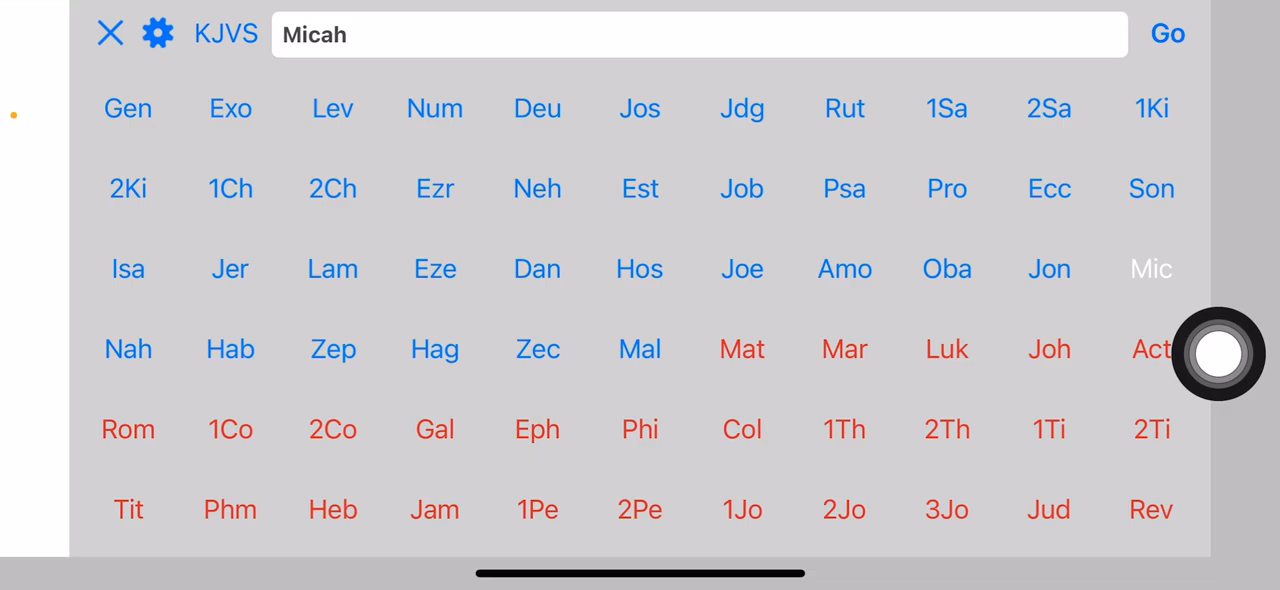 KJVS Micah Go
Gen Exo Lev Num Deu Jos Jdg Rut 1Sa 2Sa 1Ki
2Ki 1Ch 2Ch Ezr Neh Est Job Psa Pro Ecc Son
Isa Jer Lam Eze Dan Hos Joe Amo Oba Jon Mic
Nah Hab Zep Hag Zec Mal Mat Mar Luk Joh Act
Rom 1Co 2Co Gal Eph Phi Col 1Th 2Th 1Ti 2Ti
Tit Phm Heb Jam 1Pe 2Pe 1Jo 2Jo 3Jo Jud Rev